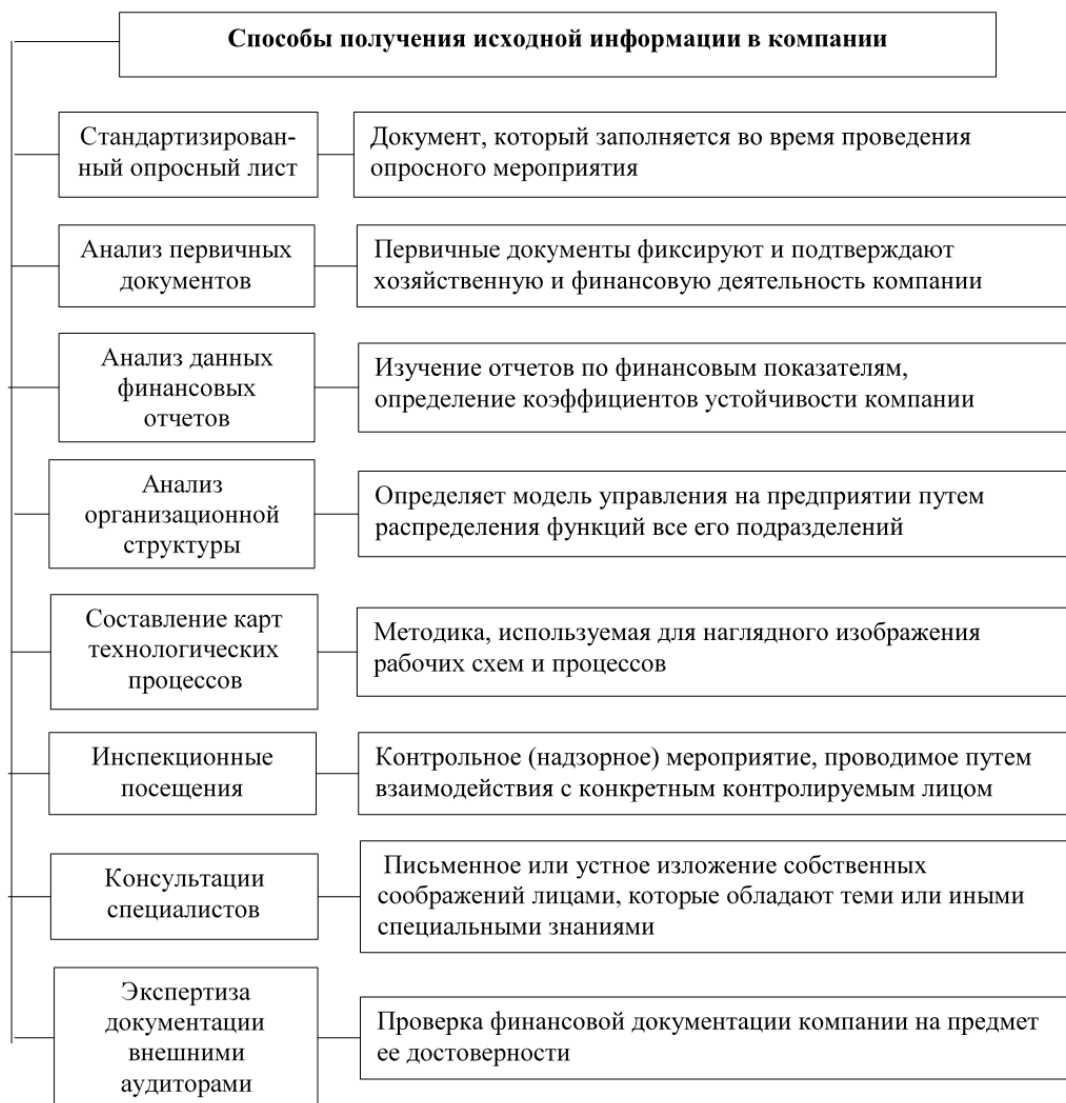 Способы получения исходной информации в компании
Стандартизирован-
ный опросный лист
Документ, который заполняется во время проведения
опросного мероприятия
Анализ первичных
документов
Первичные документы фиксируют и подтверждают
хозяйственную и финансовую деятельность компании
Анализ данных
финансовых
отчетов
Изучение отчетов по финансовым показателям,
определение коэффициентов устойчивости компании
Анализ
организационной
структуры
Определяет модель управления на предприятии путем
распределения функций все его подразделений
Составление карт
технологических
процессов
Методика, используемая для наглядного изображения
рабочих схем и процессов
Инспекционные
посещения
Контрольное (надзорное) мероприятие, проводимое путем
взаимодействия с конкретным контролируемым лицом
Консультации
специалистов
Письменное или устное изложение собственных
соображений лицами, которые обладают теми или иными
специальными знаниями
Экспертиза
документации
внешними
аудиторами
Проверка финансовой документации компании на предмет
ее достоверности